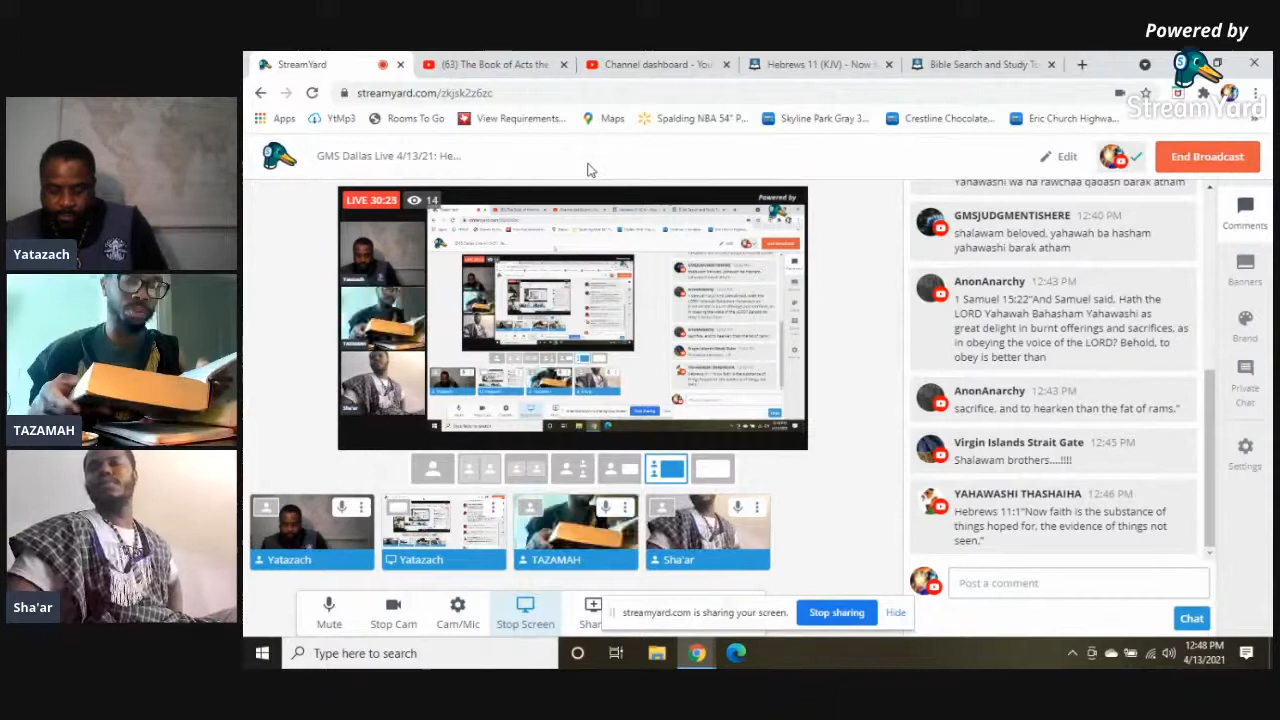 Powered by
StreamYard
Yatazach
TAZAMAH
Sha'ar
StreamYard
(63) The Book of Acts the
Channel dashboard - You
Hebrews 11 (KJV) - Now
Bible Search and Study To
streamyard.com/zkjsk2z6zc
Apps
YtMp3
Rooms To Go
View Requirements...
Maps
Spalding NBA 54" P...
Skyline Park Gray 3...
Crestline Chocolate...
Eric Church Highwa...
GMS Dallas Live 4/13/21: He...
Edit
End Broadcast
LIVE 30:23
14
Powered by
Yatazach
TAZAMAH
Sha'ar
Yatazach
Yatazach
TAZAMAH
Sha'ar
Mute
Stop Cam
Cam/Mic
Stop Screen
Shar
streamyard.com is sharing your screen.
Stop sharing
Hide
Yahawashi wa na rawchaa qadash barak atham
GMSJUDGMENTISHERE 12:40 PM
shalawam beloved, yahawah ba hasham
yahawashi barak atham
AnonAnarchy 12:43 PM
1 Samuel 15:22"And Samuel said, Hath the
LORD Yahawah Bahasham Yahawashi as
great delight in burnt offerings and sacrifices, as
in obeying the voice of the LORD? Behold, to
obey is better than
AnonAnarchy 12:43 PM
sacrifice, and to hearken than the fat of rams."
Virgin Islands Strait Gate 12:45 PM
Shalawam brothers....!!!!
YAHAWASHI THASHAIHA 12:46 PM
Hebrews 11:1"Now faith is the substance of
things hoped for, the evidence of things not
seen."
Post a comment
Chat
Comments
Banners
Brand
Private
Chat
Settings
Type here to search
12:48 PM
4/13/2021